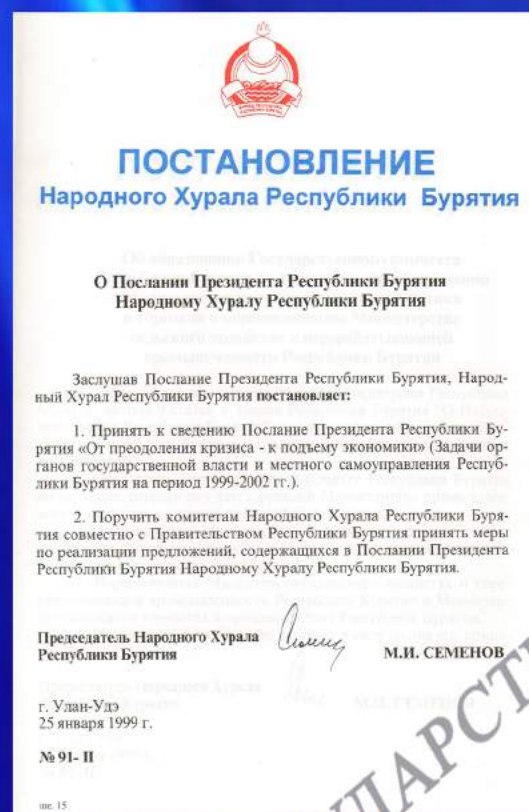 ПОСТАНОВЛЕНИЕ
Народного Хурала Республики Бурятия
О Послании Президента Республики Бурятия
Народному Хуралу Республики Бурятия
Заслушав Послание Президента Республики Бурятия, Народ-
ный Хурал Республики Бурятия постановляет:
1. Принять к сведению Послание Президента Республики Бу-
рятия «От преодоления кризиса - к подъему экономики» (Задачи ор-
ганов государственной власти и местного самоуправления Респуб-
лики Бурятия на период 1999-2002 гг.).
2. Поручить комитетам Народного Хурала Республики Буря-
тия совместно с Правительством Республики Бурятия принять меры
по реализации предложений, содержащихся в Послании Президента
Республики Бурятия Народному Хуралу Республики Бурятия.
Председатель Народного Хурала
Республики Бурятия М.И. СЕМЕНОВ
г. Улан-Удэ
25 января 1999 г.
№ 91- II